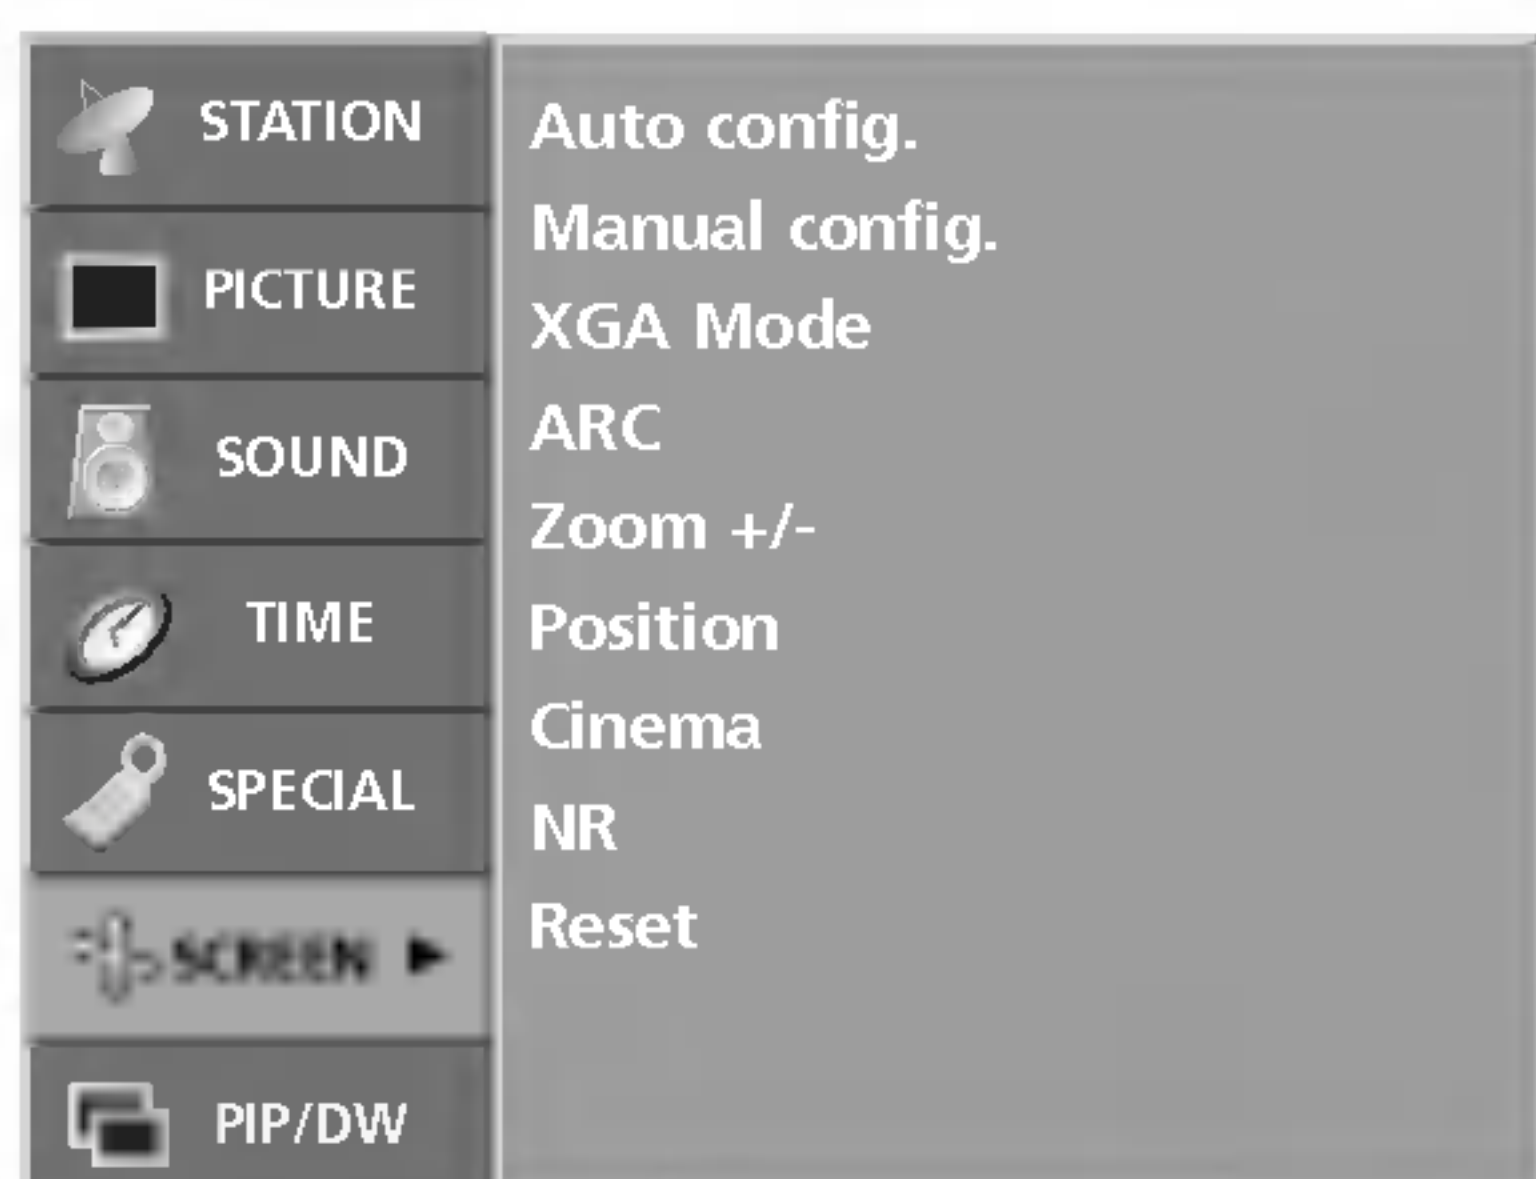 STATION
PICTURE
SOUND
TIME
SPECIAL
SCREEN ►
PIP/DW
Auto config.
Manual config.
XGA Mode
ARC
Zoom +/-
Position
Cinema
NR
Reset